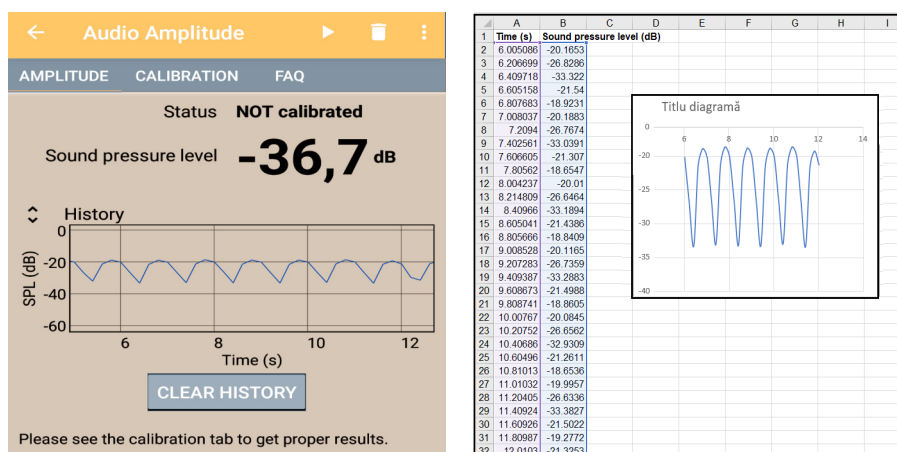 Audio Amplitude
AMPLITUDE CALIBRATION FAQ
Status NOT calibrated
Sound pressure level -36,7 dB
History
SPL (dB)
0
-20
-40
-60
6 8 10 12
Time (s)
CLEAR HISTORY
Please see the calibration tab to get proper results.
A B C D E F G H I
1 Time (s) Sound pressure level (dB)
2 6.005086 -20.1653
3 6.206699 -26.8286
4 6.409718 -33.322
5 6.605158 -21.54
6 6.807683 -18.9231
7 7.008037 -20.1883
8 7.2094 -26.7674
9 7.402561 -33.0391
10 7.606605 -21.307
11 7.80562 -18.6547
12 8.004237 -20.01
13 8.214809 -26.6464
14 8.40966 -33.1894
15 8.605041 -21.4386
16 8.805666 -18.8409
17 9.008528 -20.1165
18 9.207283 -26.7359
19 9.409387 -33.2883
20 9.608673 -21.4988
21 9.808741 -18.8605
22 10.00767 -20.0845
23 10.20752 -26.6562
24 10.40686 -32.9309
25 10.60496 -21.2611
26 10.81013 -18.6536
27 11.01032 -19.9957
28 11.20405 -26.6336
29 11.40924 -33.3827
30 11.60926 -21.5022
31 11.80987 -19.2772
32 12.0103 -21.3253
Titlu diagramă
0
6 8 10 12 14
-20
-25
-30
-35
-40